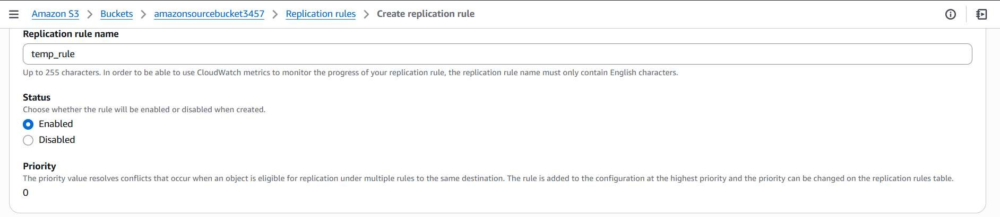 Amazon S3 > Buckets > amazonsourcebucket3457 > Replication rules > Create replication rule
Replication rule name
temp_rule
Up to 255 characters. In order to be able to use CloudWatch metrics to monitor the progress of your replication rule, the replication rule name must only contain English characters.
Status
Choose whether the rule will be enabled or disabled when created.
Enabled
Disabled
Priority
The priority value resolves conflicts that occur when an object is eligible for replication under multiple rules to the same destination. The rule is added to the configuration at the highest priority and the priority can be changed on the replication rules table.
0